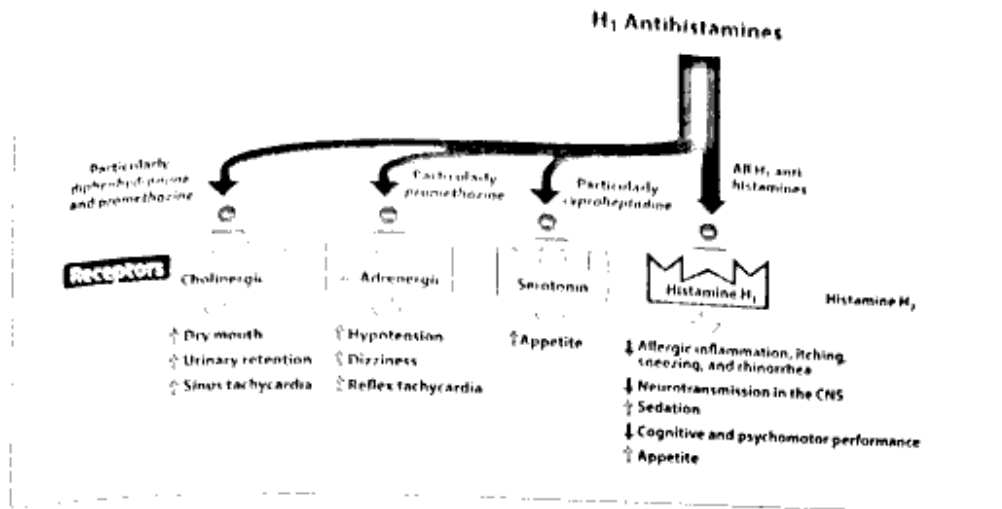 H₁ Antihistamines
Particularly
diphenhydramine
and promethazine
Particularly
promethazine
Particularly
cyproheptadine
All H₁ anti
histamines
Receptors
Cholinergic
Adrenergic
Serotonin
Histamine H₁
Histamine H₂
↑ Dry mouth
↑ Urinary retention
↑ Sinus tachycardia
↑ Hypotension
↑ Dizziness
↑ Reflex tachycardia
↑ Appetite
↓ Allergic inflammation, itching,
sneezing, and rhinorrhea
↓ Neurotransmission in the CNS
↑ Sedation
↓ Cognitive and psychomotor performance
↑ Appetite